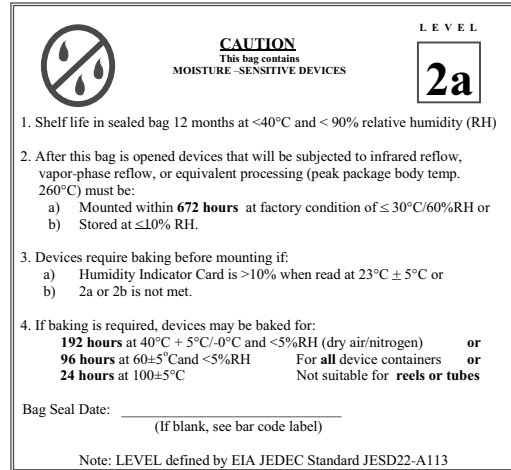 LEVEL
CAUTION
This bag contains
MOISTURE –SENSITIVE DEVICES
2a
1. Shelf life in sealed bag 12 months at <40°C and < 90% relative humidity (RH)
2. After this bag is opened devices that will be subjected to infrared reflow,
vapor-phase reflow, or equivalent processing (peak package body temp.
260°C) must be:
a) Mounted within 672 hours at factory condition of ≤ 30°C/60%RH or
b) Stored at ≤10% RH.
3. Devices require baking before mounting if:
a) Humidity Indicator Card is >10% when read at 23°C ± 5°C or
b) 2a or 2b is not met.
4. If baking is required, devices may be baked for:
192 hours at 40°C + 5°C/-0°C and <5%RH (dry air/nitrogen) or
96 hours at 60±5°Cand <5%RH For all device containers or
24 hours at 100±5°C Not suitable for reels or tubes
Bag Seal Date: ________________________________
(If blank, see bar code label)
Note: LEVEL defined by EIA JEDEC Standard JESD22-A113